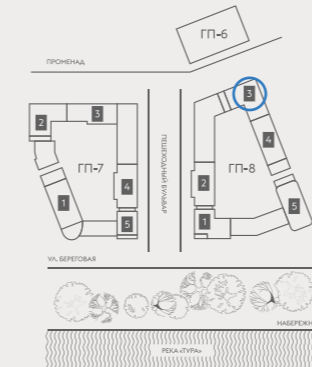 ГП-6
ПРОМЕНАД
3
2
3
4
ГП-7
ПЕШЕХОДНЫЙ БУЛЬВАР
ГП-8
4
2
1
5
1
5
УЛ. БЕРЕГОВАЯ
НАБЕРЕЖН
РЕКА «ТУРА»